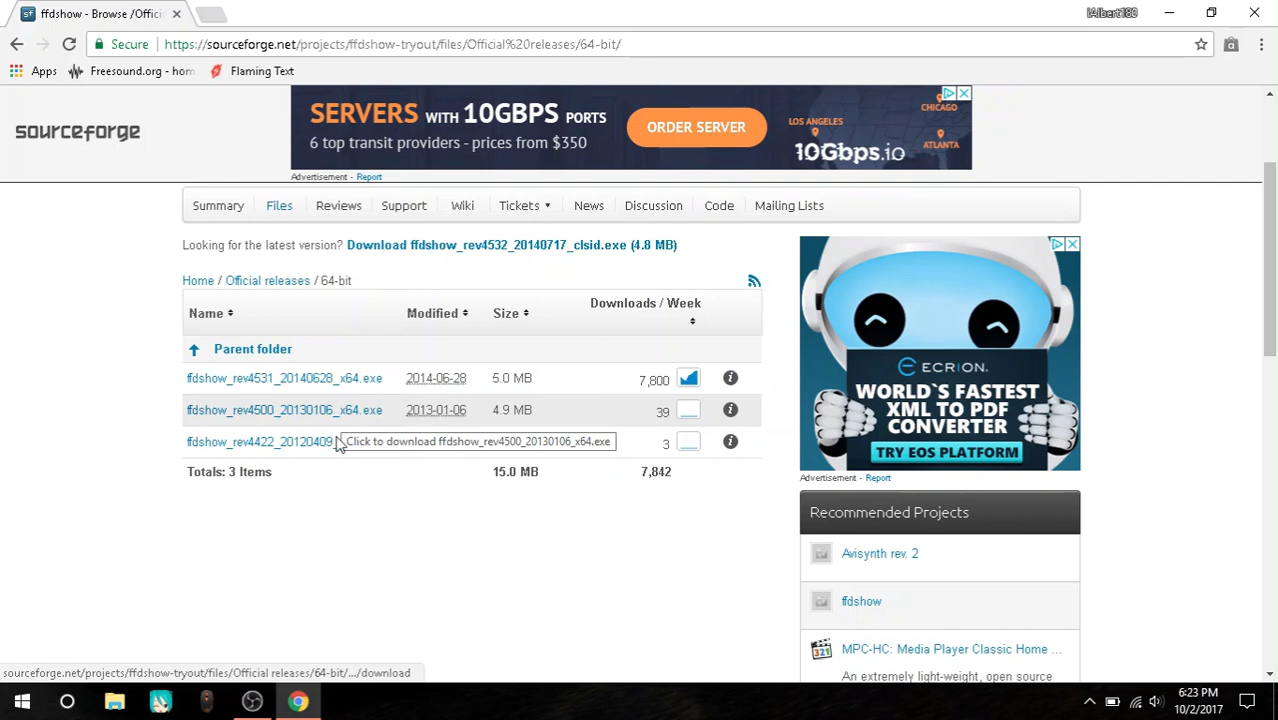 ffdshow - Browse /Offici
lAlbert180
Secure
https://sourceforge.net/projects/ffdshow-tryout/files/Official%20releases/64-bit/
Apps
Freesound.org - hom
Flaming Text
sourceforge
SERVERS WITH 10GBPS PORTS
6 top transit providers - prices from $350
ORDER SERVER
CHICAGO
LOS ANGELES
ATLANTA
10Gbps.io
Advertisement - Report
Summary
Files
Reviews
Support
Wiki
Tickets
News
Discussion
Code
Mailing Lists
Looking for the latest version? Download ffdshow_rev4532_20140717_clsid.exe (4.8 MB)
Home / Official releases / 64-bit
Name
Modified
Size
Downloads / Week
Parent folder
ffdshow_rev4531_20140628_x64.exe 2014-06-28 5.0 MB 7,800
ffdshow_rev4500_20130106_x64.exe 2013-01-06 4.9 MB 39
ffdshow_rev4422_20120409 3
Click to download ffdshow_rev4500_20130106_x64.exe
Totals: 3 Items 15.0 MB 7,842
ECRION
WORLD`S FASTEST
XML TO PDF
CONVERTER
TRY EOS PLATFORM
Advertisement - Report
Recommended Projects
Avisynth rev. 2
ffdshow
321
MPC-HC: Media Player Classic Home ...
An extremely light-weight, open source
sourceforge.net/projects/ffdshow-tryout/files/Official releases/64-bit/.../download
6:23 PM
10/2/2017